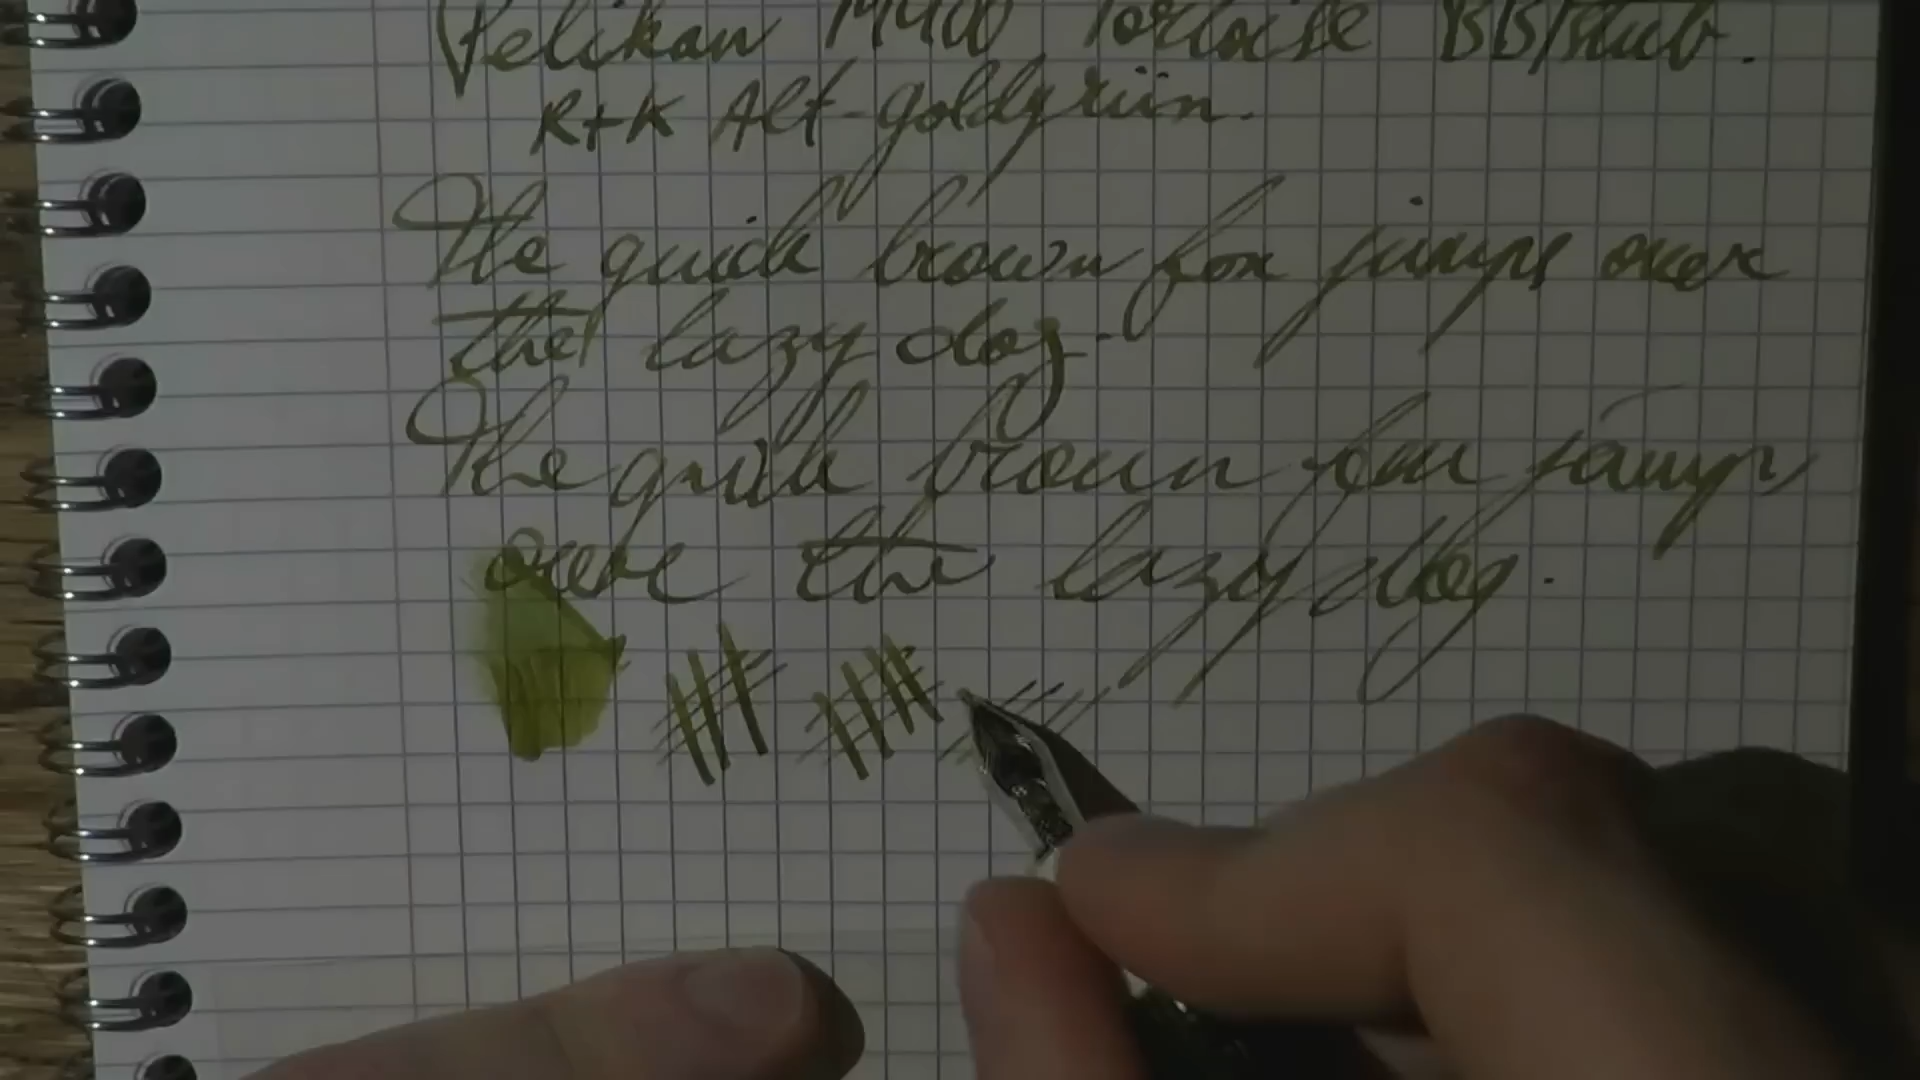 Pelikan M400 Tortoise BB/stub.
R+K Alt-goldgrün.
The quick brown fox jumps over
the lazy dog.
The quick brown fox jumps
over the lazy dog.